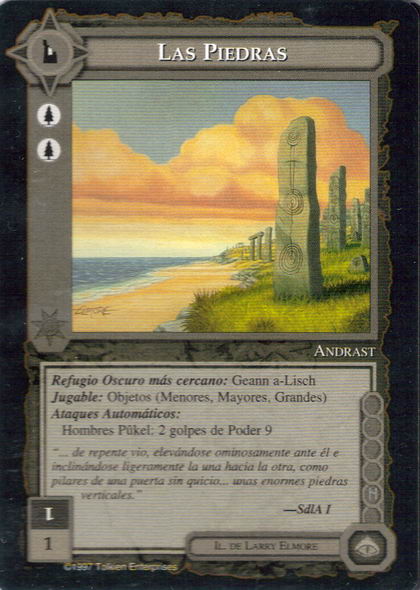 LAS PIEDRAS
ELMORE
ANDRAST
Refugio Oscuro más cercano: Geann a-Lisch
Jugable: Objetos (Menores, Mayores, Grandes)
Ataques Automáticos:
Hombres Pûkel: 2 golpes de Poder 9
"... de repente vio, elevándose ominosamente ante él e
inclinándose ligeramente la una hacia la otra, como
pilares de una puerta sin quicio... unas enormes piedras
verticales."
—SdlA I
1
1
IL. DE LARRY ELMORE
©1997 Tolkien Enterprises